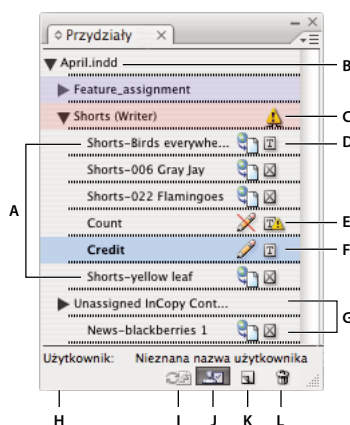 Przydziały
April.indd
B
Feature_assignment
Shorts (Writer)
C
Shorts-Birds everywhe...
D
Shorts-006 Gray Jay
Shorts-022 Flamingoes
A
Count
E
Credit
F
Shorts-yellow leaf
Unassigned InCopy Cont...
G
News-blackberries 1
Użytkownik: Nieznana nazwa użytkownika
H I J K L